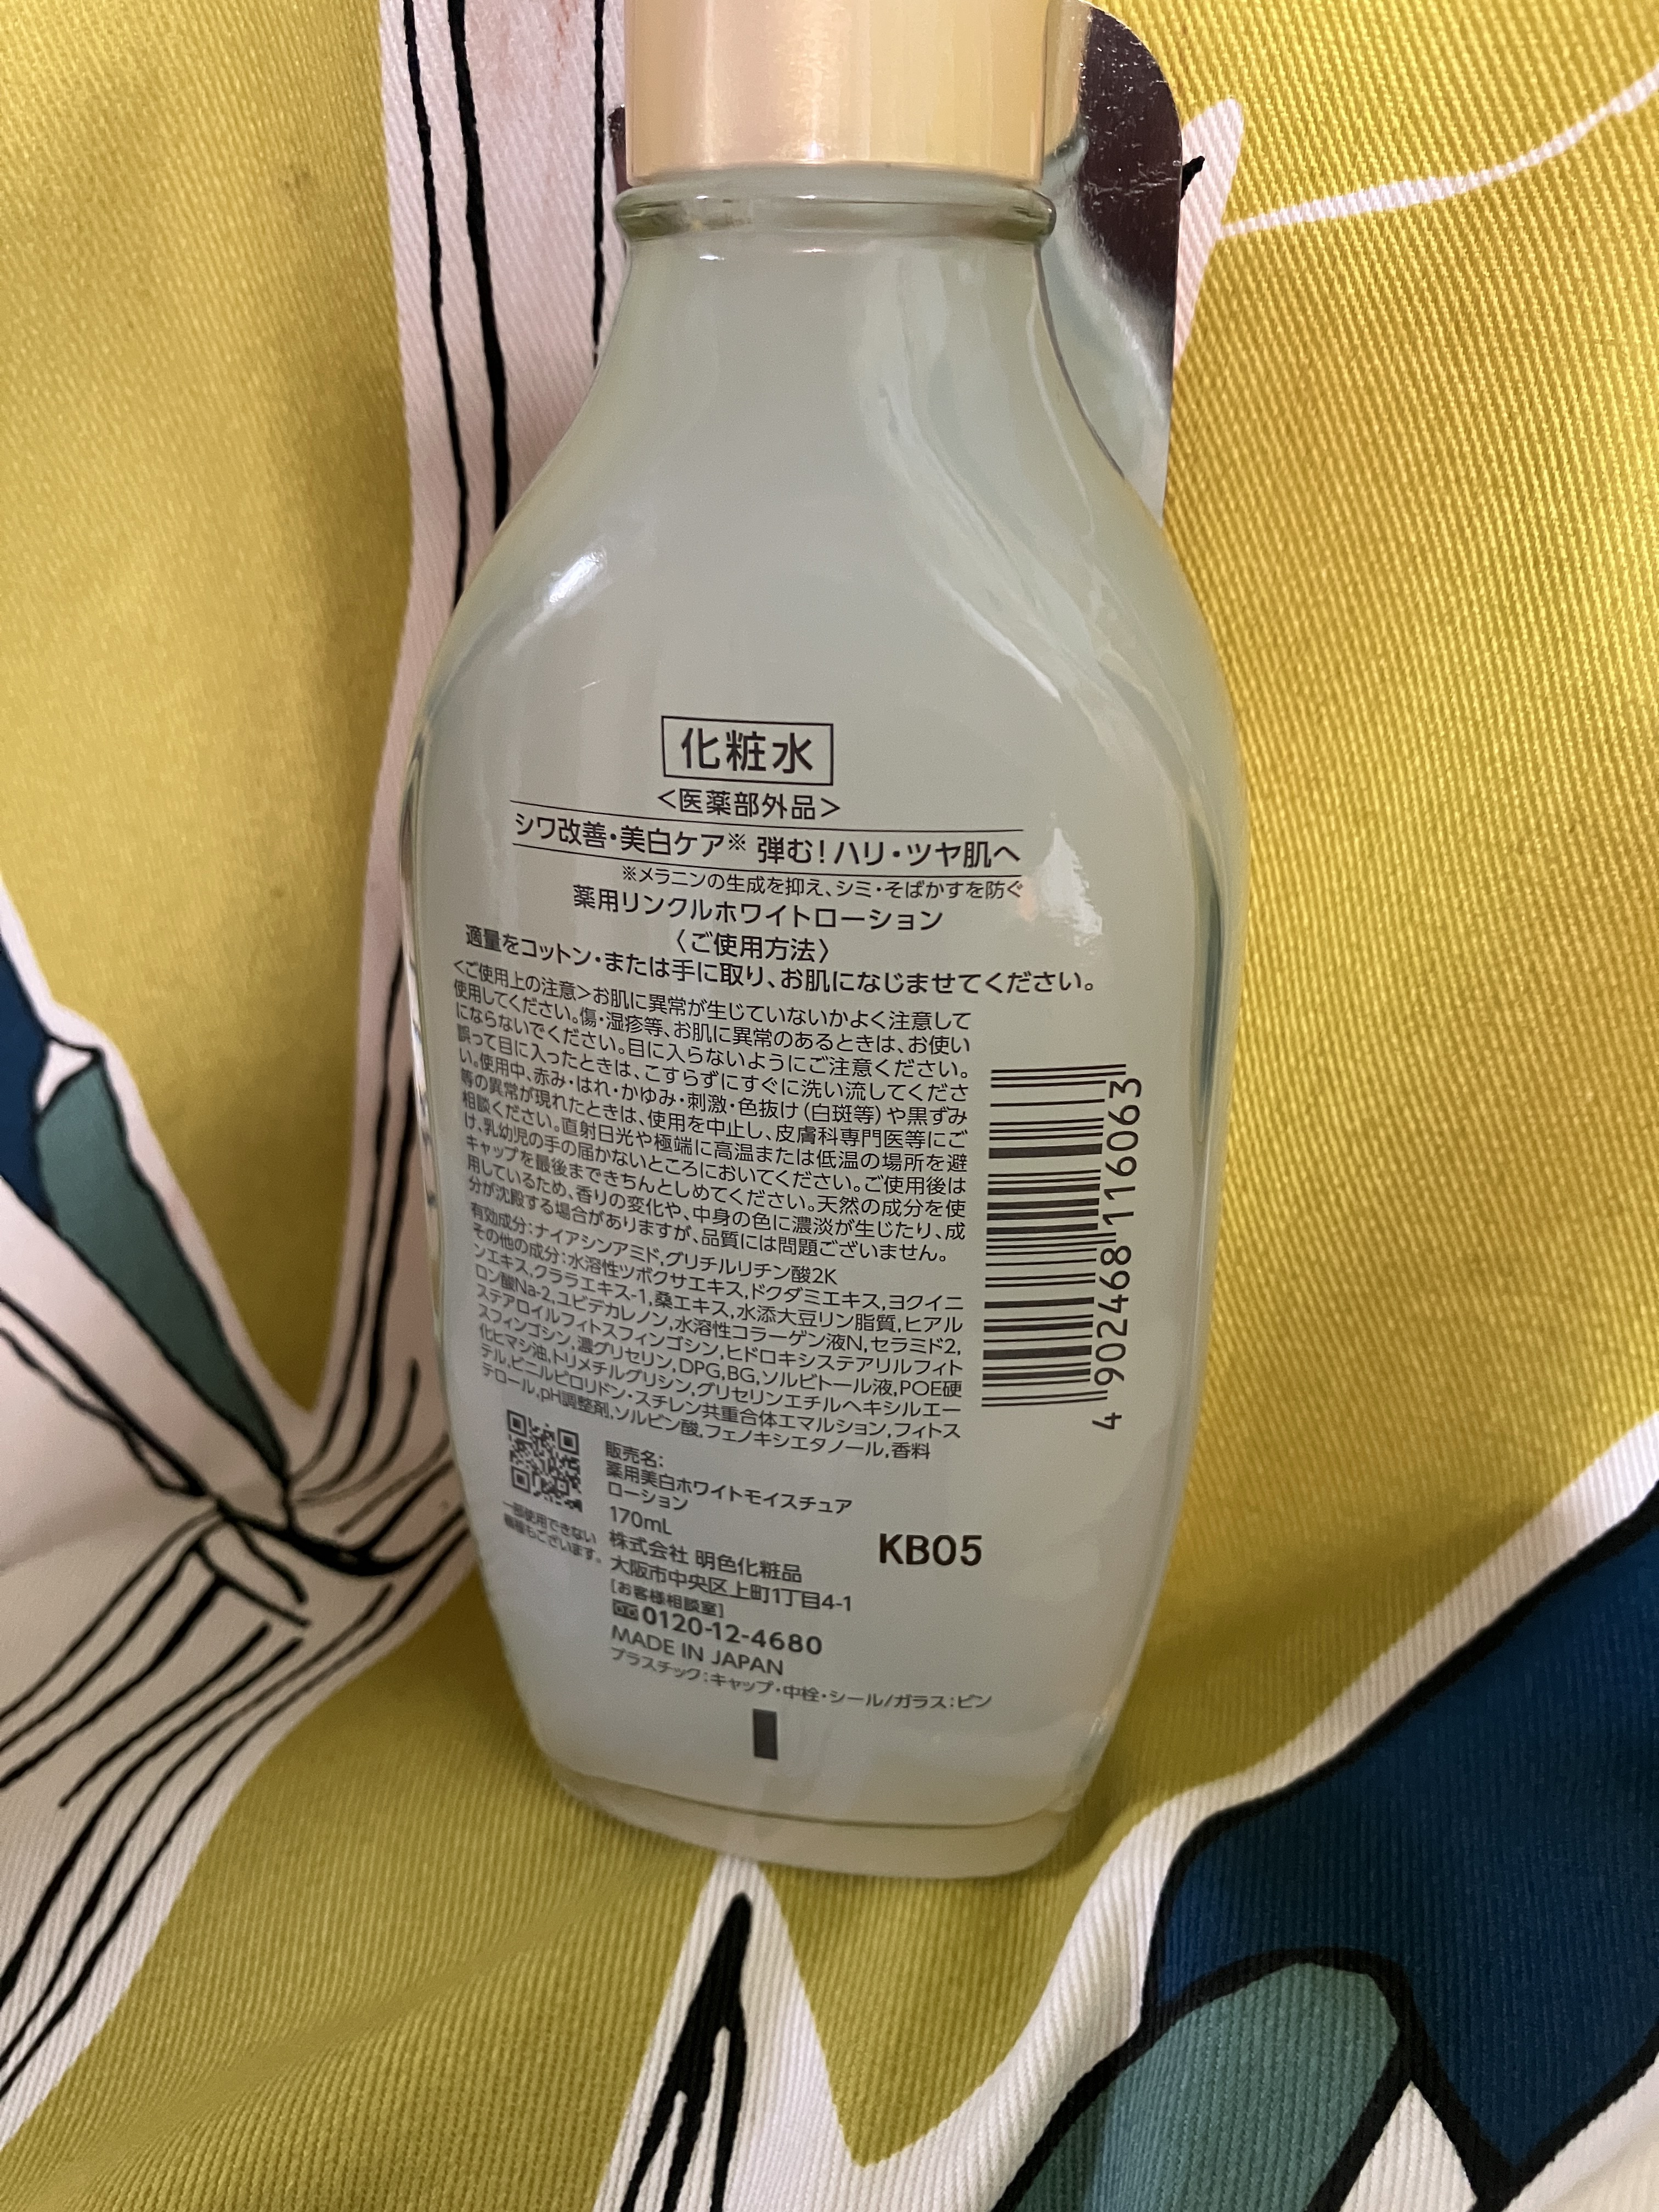 化粧水
<医薬部外品>
シワ改善・美白ケア※ 弾む!ハリ・ツヤ肌へ
※メラニンの生成を抑え、シミ・そばかすを防ぐ
薬用リンクルホワイトローション
〈ご使用方法〉
適量をコットン・または手に取り、お肌になじませてください。
<ご使用上の注意>お肌に異常が生じていないかよく注意して
使用してください。傷・湿疹等、お肌に異常のあるときは、お使い
にならないでください。目に入らないようにご注意ください。
誤って目に入ったときは、こすらずにすぐに洗い流してくださ
い。使用中、赤み・はれ・かゆみ・刺激・色抜け(白斑等)や黒ずみ
等の異常が現れたときは、使用を中止し、皮膚科専門医等にご
相談ください。直射日光や極端に高温または低温の場所を避
け、乳幼児の手の届かないところにおいてください。ご使用後は
キャップを最後まできちんとしめてください。天然の成分を使
用しているため、香りの変化や、中身の色に濃淡が生じたり、成
分が沈殿する場合がありますが、品質には問題ございません。
有効成分:ナイアシンアミド,グリチルリチン酸2K
その他の成分:水溶性ツボクサエキス,ドクダミエキス,ヨクイニ
ンエキス,クララエキス-1,桑エキス,水添大豆リン脂質,ヒアル
ロン酸Na-2,ユビデカレノン,水溶性コラーゲン液N,セラミド2,
ステアロイルフィトスフィンゴシン,ヒドロキシステアリルフィト
スフィンゴシン,濃グリセリン,DPG,BG,ソルビトール液,POE硬
化ヒマシ油,トリメチルグリシン,グリセリンエチルヘキシルエー
テル,ビニルピロリドン・スチレン共重合体エマルション,フィトス
テロール,pH調整剤,ソルビン酸,フェノキシエタノール,香料
4 902468 116063
一部使用できない
機種もございます。
販売名:
薬用美白ホワイトモイスチュア
ローション
170mL
株式会社 明色化粧品
大阪市中央区上町1丁目4-1
[お客様相談室]
0120-12-4680
MADE IN JAPAN
プラスチック:キャップ・中栓・シール/ガラス:ビン
KB05